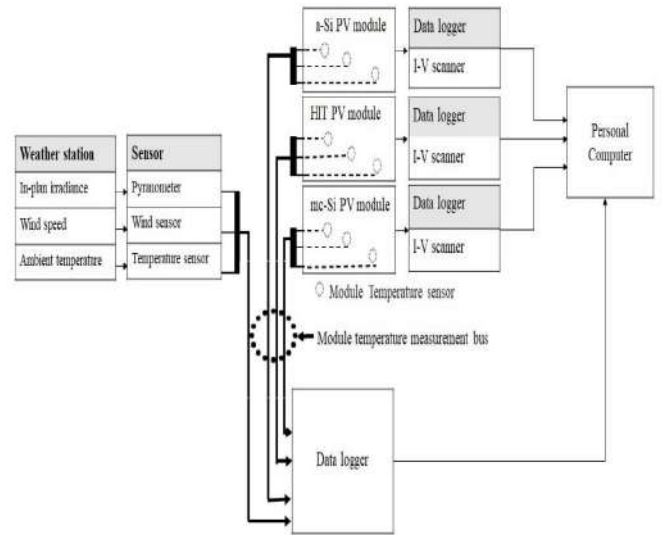 a-Si PV module
Data logger
I-V scanner
HIT PV module
Data logger
I-V scanner
Personal
Computer
Weather station
Sensor
In-plan irradiance
Pyranometer
Wind speed
Wind sensor
Ambient temperature
Temperature sensor
mc-Si PV module
Data logger
I-V scanner
Module Temperature sensor
Module temperature measurement bus
Data logger